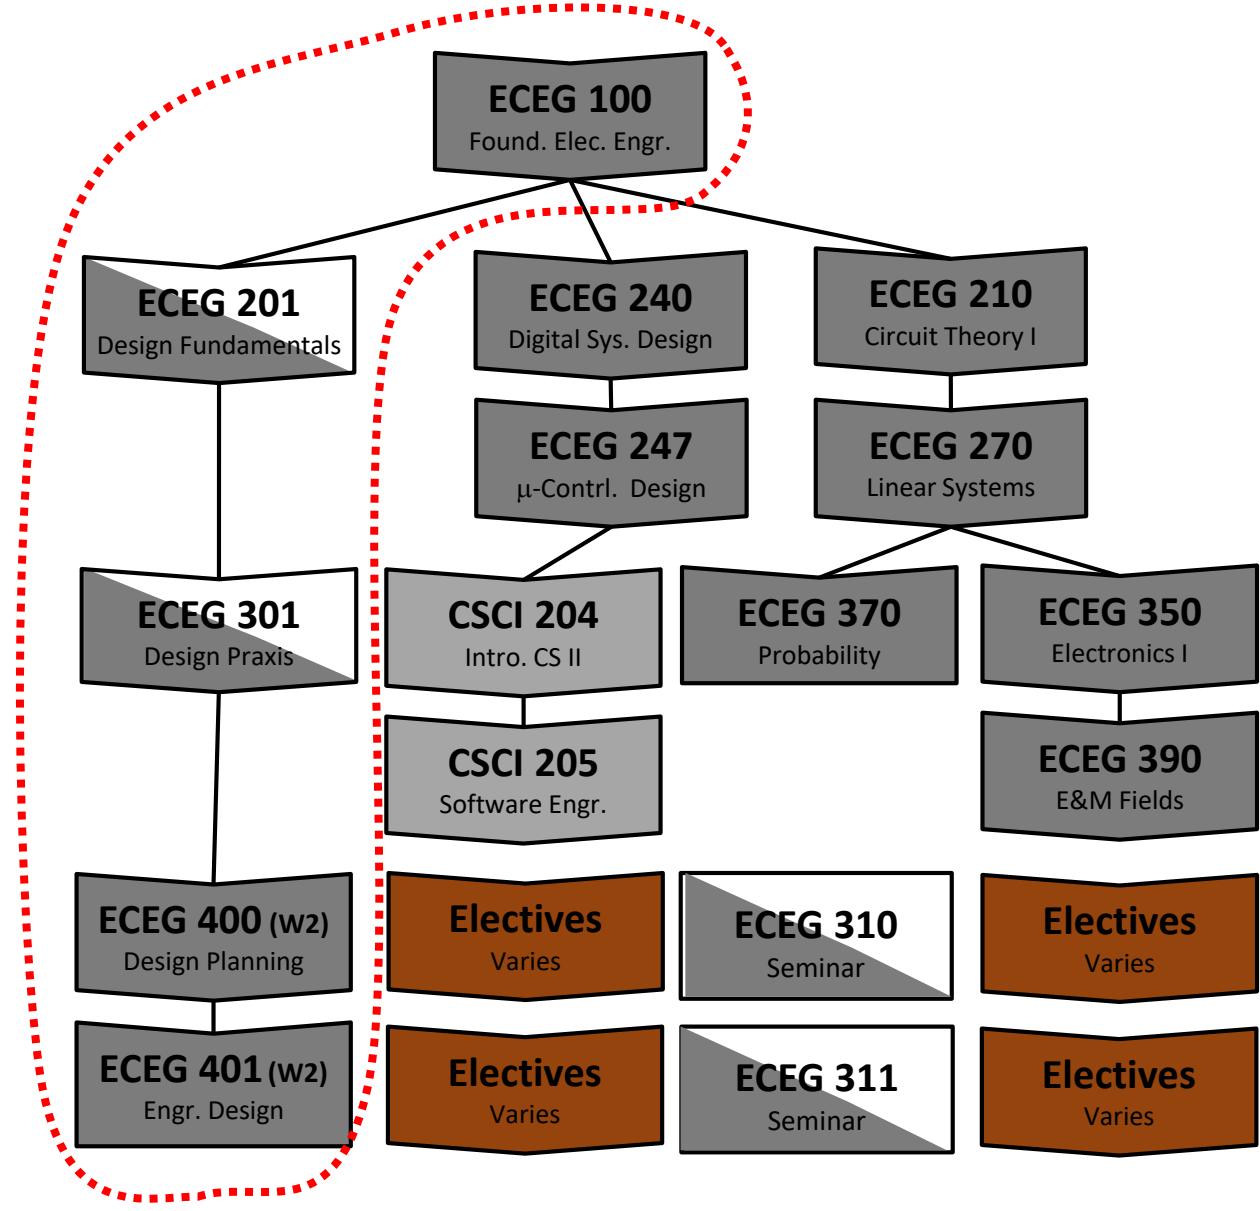 ECEG 100
Found. Elec. Engr.
ECEG 201
Design Fundamentals
ECEG 240
Digital Sys. Design
ECEG 210
Circuit Theory I
ECEG 247
μ-Contrl. Design
ECEG 270
Linear Systems
ECEG 301
Design Praxis
CSCI 204
Intro. CS II
ECEG 370
Probability
ECEG 350
Electronics I
CSCI 205
Software Engr.
ECEG 390
E&M Fields
ECEG 400 (W2)
Design Planning
Electives
Varies
ECEG 310
Seminar
Electives
Varies
ECEG 401 (W2)
Engr. Design
Electives
Varies
ECEG 311
Seminar
Electives
Varies